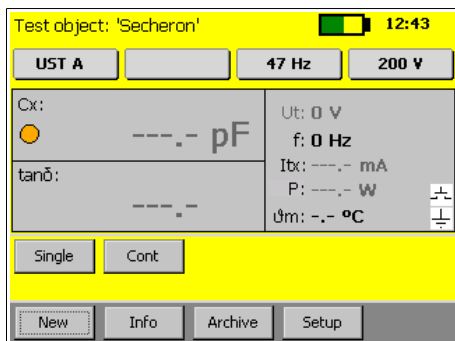 Test object: 'Secheron' 12:43
UST A 47 Hz 200 V
Cx:
---.- pF
tanδ:
---.-
Ut: 0 V
f: 0 Hz
Itx: ---.- mA
P: ---.- W
ϑm: -.- ºC
Single Cont
New Info Archive Setup